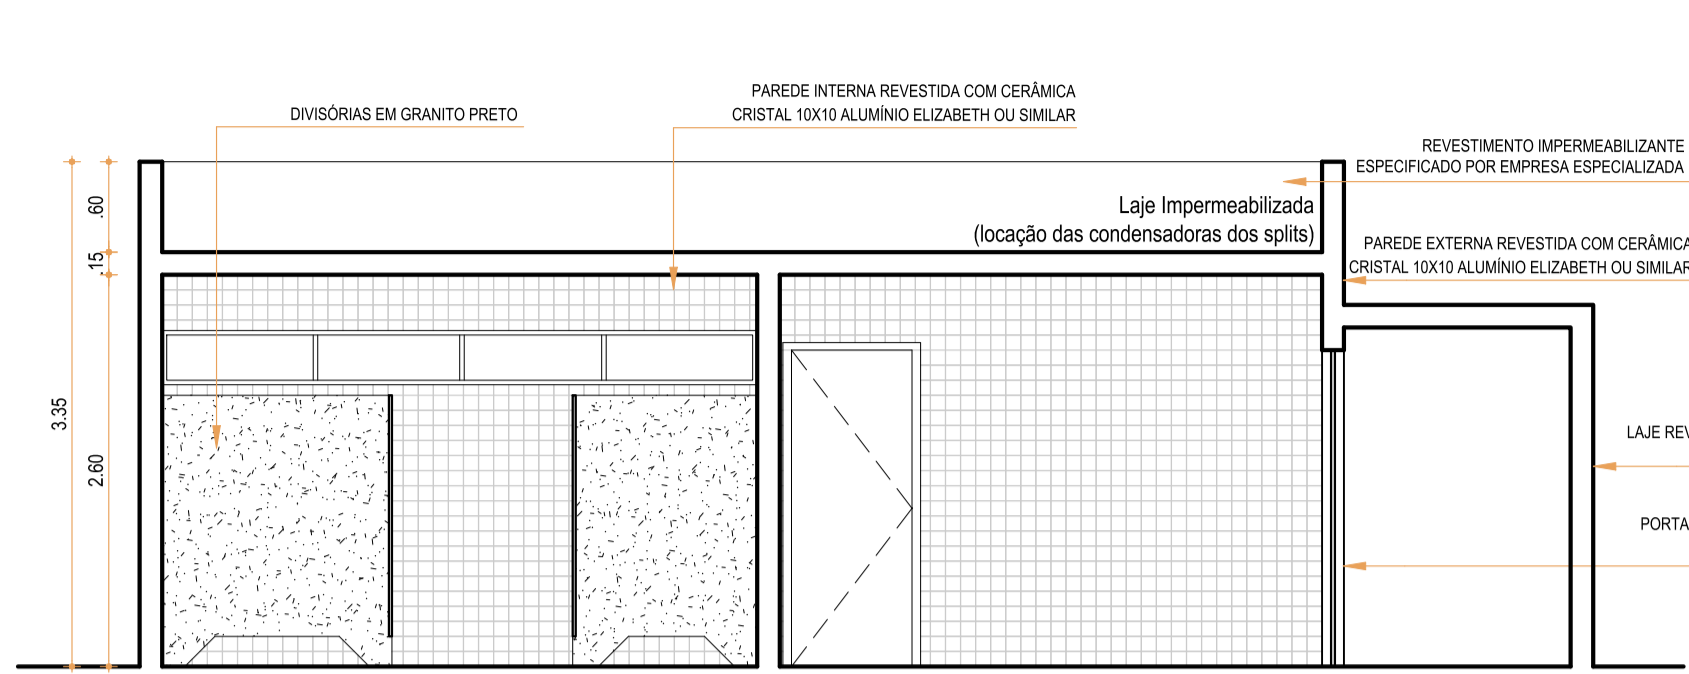 DIVISÓRIAS EM GRANITO PRETO
PAREDE INTERNA REVESTIDA COM CERÂMICA
CRISTAL 10X10 ALUMÍNIO ELIZABETH OU SIMILAR
REVESTIMENTO IMPERMEABILIZANTE
ESPECIFICADO POR EMPRESA ESPECIALIZADA
Laje Impermeabilizada
(locação das condensadoras dos splits)
PAREDE EXTERNA REVESTIDA COM CERÂMICA
CRISTAL 10X10 ALUMÍNIO ELIZABETH OU SIMILAR
.60
.15
3.35
2.60
LAJE REV
PORTA